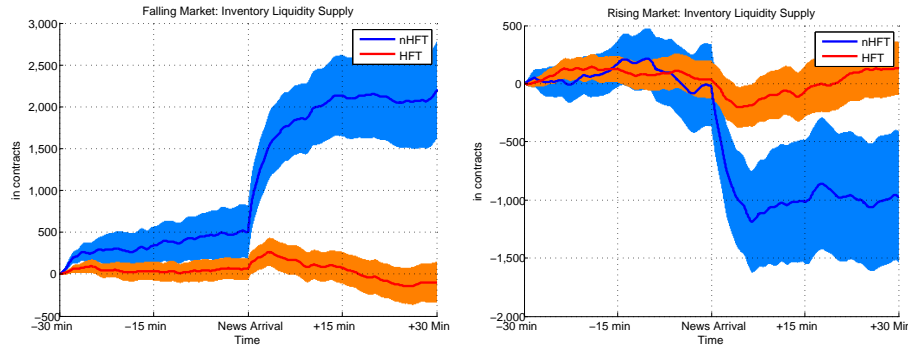 Falling Market: Inventory Liquidity Supply
3,000
2,500
2,000
1,500
1,000
500
0
−500
in contracts
−30 min
−15 min
News Arrival
+15 min
+30 Min
Time
nHFT
HFT
Rising Market: Inventory Liquidity Supply
500
0
−500
−1,000
−1,500
−2,000
in contracts
−30 min
−15 min
News Arrival
+15 min
+30 Min
Time
nHFT
HFT